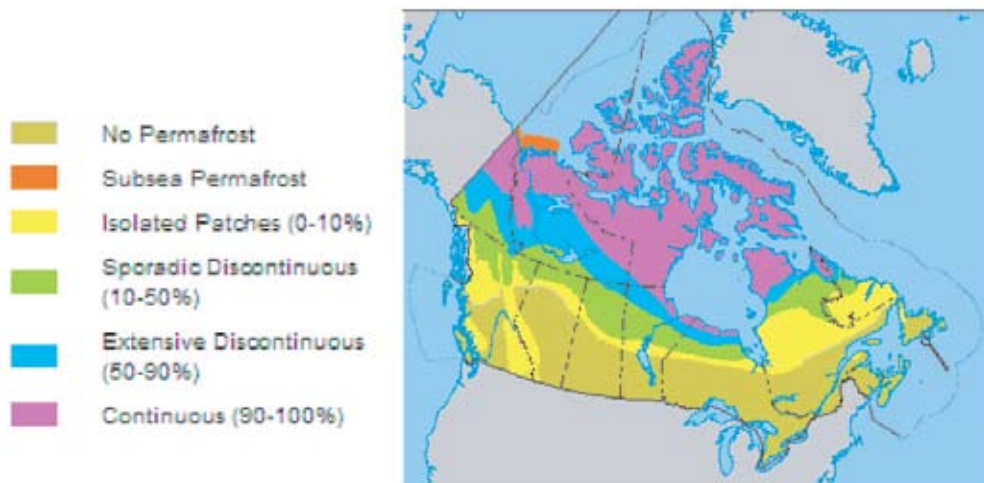 No Permafrost
Subsea Permafrost
Isolated Patches (0-10%)
Sporadic Discontinuous
(10-50%)
Extensive Discontinuous
(50-90%)
Continuous (90-100%)